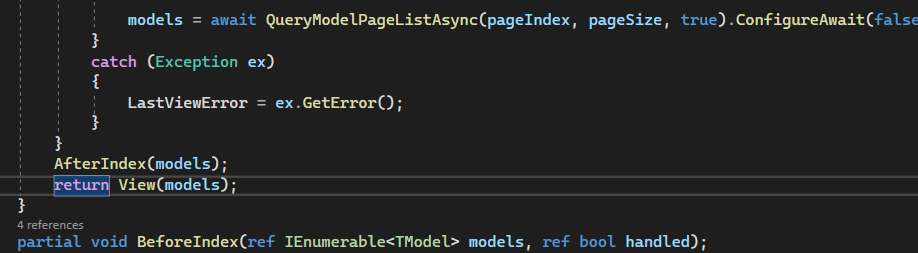 models = await QueryModelPageListAsync(pageIndex, pageSize, true).ConfigureAwait(false
}
catch (Exception ex)
{
LastViewError = ex.GetError();
}
}
AfterIndex(models);
return View(models);
}
4 references
partial void BeforeIndex(ref IEnumerable<TModel> models, ref bool handled);